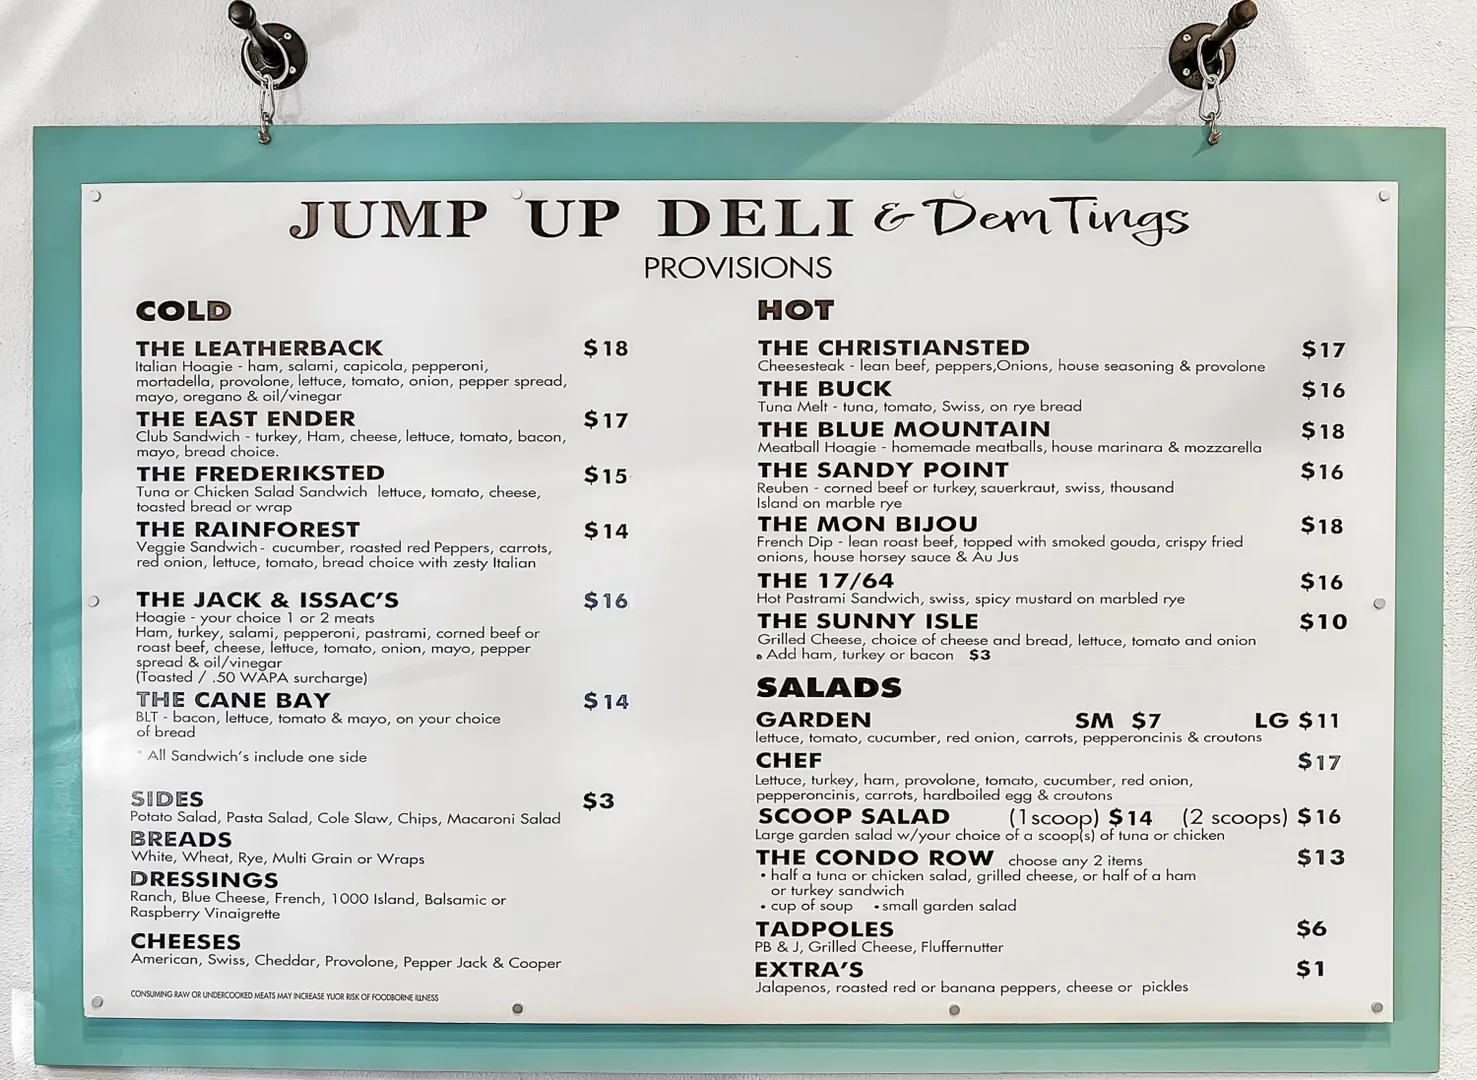 JUMP UP DELI & Dem Tings
PROVISIONS
COLD
THE LEATHERBACK $18
Italian Hoagie - ham, salami, capicola, pepperoni,
mortadella, provolone, lettuce, tomato, onion, pepper spread,
mayo, oregano & oil/vinegar
THE EAST ENDER $17
Club Sandwich - turkey, Ham, cheese, lettuce, tomato, bacon,
mayo, bread choice.
THE FREDERIKSTED $15
Tuna or Chicken Salad Sandwich lettuce, tomato, cheese,
toasted bread or wrap
THE RAINFOREST $14
Veggie Sandwich - cucumber, roasted red Peppers, carrots,
red onion, lettuce, tomato, bread choice with zesty Italian
THE JACK & ISSAC'S $16
Hoagie - your choice 1 or 2 meats
Ham, turkey, salami, pepperoni, pastrami, corned beef or
roast beef, cheese, lettuce, tomato, onion, mayo, pepper
spread & oil/vinegar
(Toasted / .50 WAPA surcharge)
THE CANE BAY $14
BLT - bacon, lettuce, tomato & mayo, on your choice
of bread
* All Sandwich's include one side
SIDES $3
Potato Salad, Pasta Salad, Cole Slaw, Chips, Macaroni Salad
BREADS
White, Wheat, Rye, Multi Grain or Wraps
DRESSINGS
Ranch, Blue Cheese, French, 1000 Island, Balsamic or
Raspberry Vinaigrette
CHEESES
American, Swiss, Cheddar, Provolone, Pepper Jack & Cooper
CONSUMING RAW OR UNDERCOOKED MEATS MAY INCREASE YUOR RISK OF FOODBORNE ILLNESS
HOT
THE CHRISTIANSTED $17
Cheesesteak - lean beef, peppers,Onions, house seasoning & provolone
THE BUCK $16
Tuna Melt - tuna, tomato, Swiss, on rye bread
THE BLUE MOUNTAIN $18
Meatball Hoagie - homemade meatballs, house marinara & mozzarella
THE SANDY POINT $16
Reuben - corned beef or turkey, sauerkraut, swiss, thousand
Island on marble rye
THE MON BIJOU $18
French Dip - lean roast beef, topped with smoked gouda, crispy fried
onions, house horsey sauce & Au Jus
THE 17/64 $16
Hot Pastrami Sandwich, swiss, spicy mustard on marbled rye
THE SUNNY ISLE $10
Grilled Cheese, choice of cheese and bread, lettuce, tomato and onion
• Add ham, turkey or bacon $3
SALADS
GARDEN SM $7 LG $11
lettuce, tomato, cucumber, red onion, carrots, pepperoncinis & croutons
CHEF $17
Lettuce, turkey, ham, provolone, tomato, cucumber, red onion,
pepperoncinis, carrots, hardboiled egg & croutons
SCOOP SALAD (1scoop) $14 (2 scoops) $16
Large garden salad w/your choice of a scoop(s) of tuna or chicken
THE CONDO ROW choose any 2 items $13
• half a tuna or chicken salad, grilled cheese, or half of a ham
or turkey sandwich
• cup of soup • small garden salad
TADPOLES $6
PB & J, Grilled Cheese, Fluffernutter
EXTRA'S $1
Jalapenos, roasted red or banana peppers, cheese or pickles